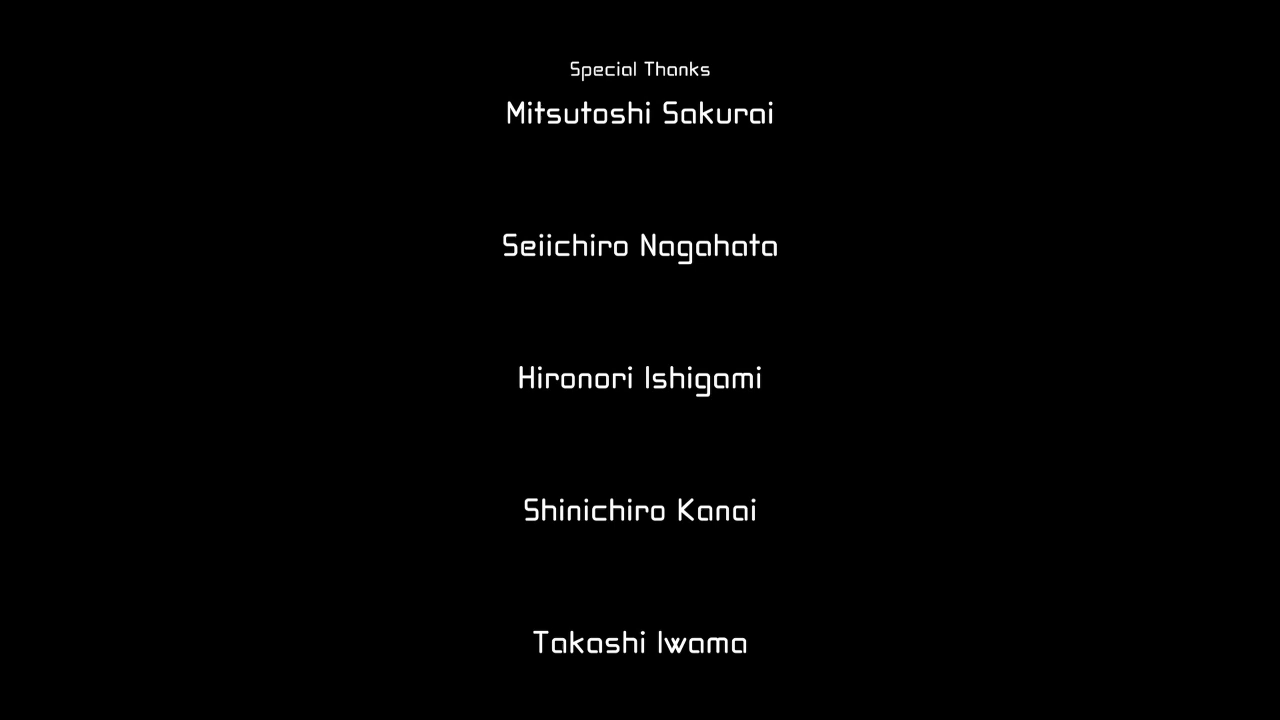 Special Thanks
Mitsutoshi Sakurai
Seiichiro Nagahata
Hironori Ishigami
Shinichiro Kanai
Takashi Iwama